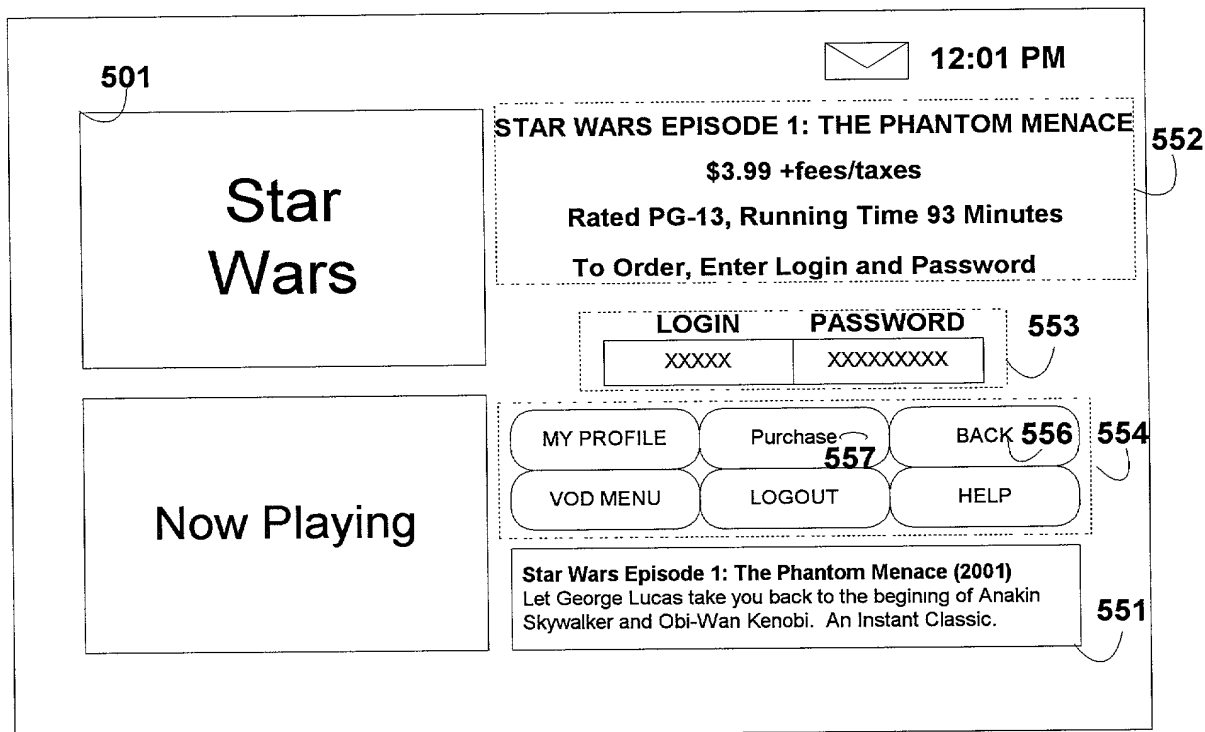 12:01 PM
501
Star
Wars
STAR WARS EPISODE 1: THE PHANTOM MENACE
$3.99 +fees/taxes
Rated PG-13, Running Time 93 Minutes
To Order, Enter Login and Password
552
LOGIN PASSWORD
XXXXX XXXXXXXXX
553
MY PROFILE Purchase BACK 556
557
554
VOD MENU LOGOUT HELP
Now Playing
Star Wars Episode 1: The Phantom Menace (2001)
Let George Lucas take you back to the begining of Anakin
Skywalker and Obi-Wan Kenobi. An Instant Classic.
551